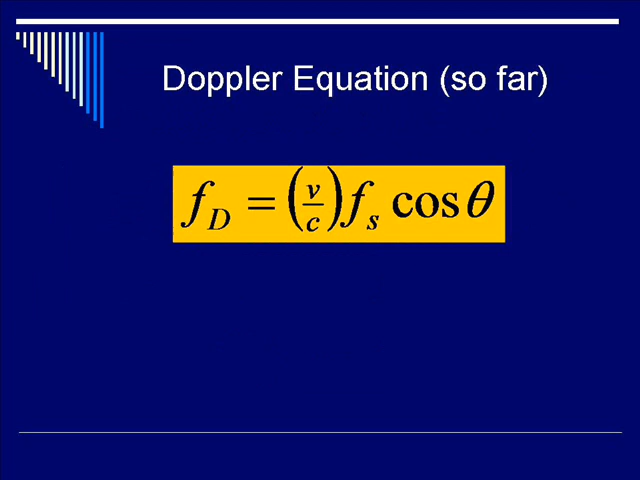 Doppler Equation (so far)
f_D = (v/c) f_s cos θ